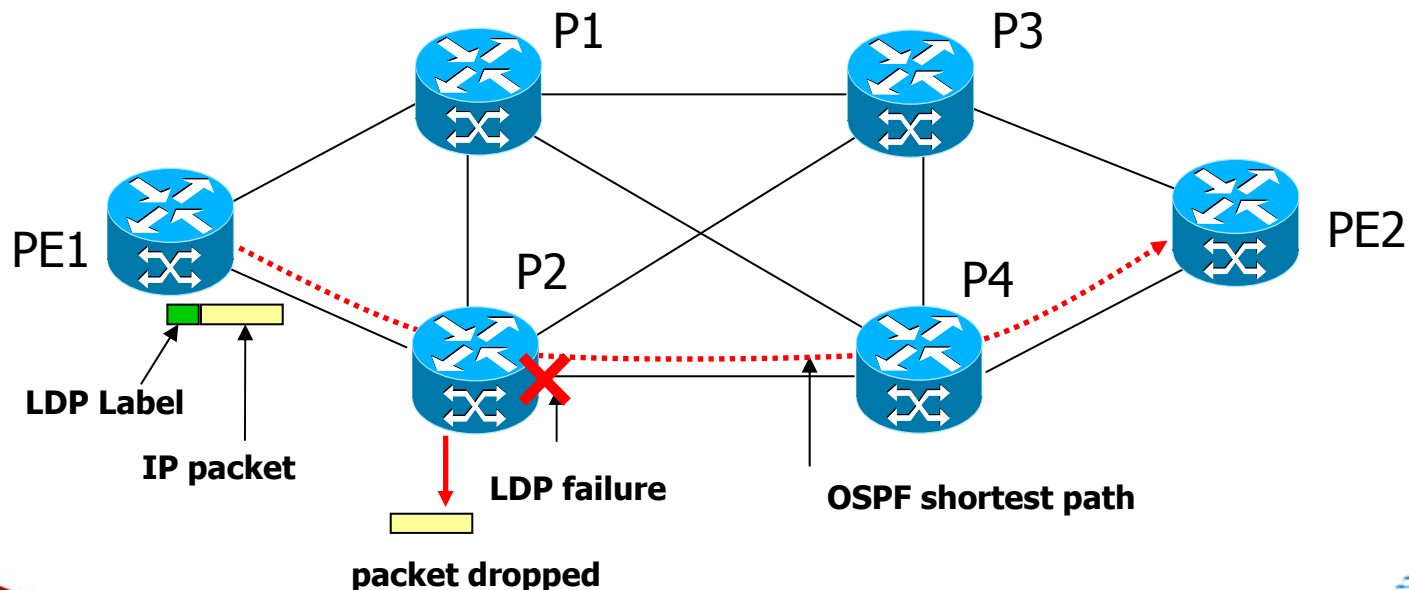 P1
P3
PE1
P2
P4
PE2
LDP Label
IP packet
LDP failure
OSPF shortest path
packet dropped